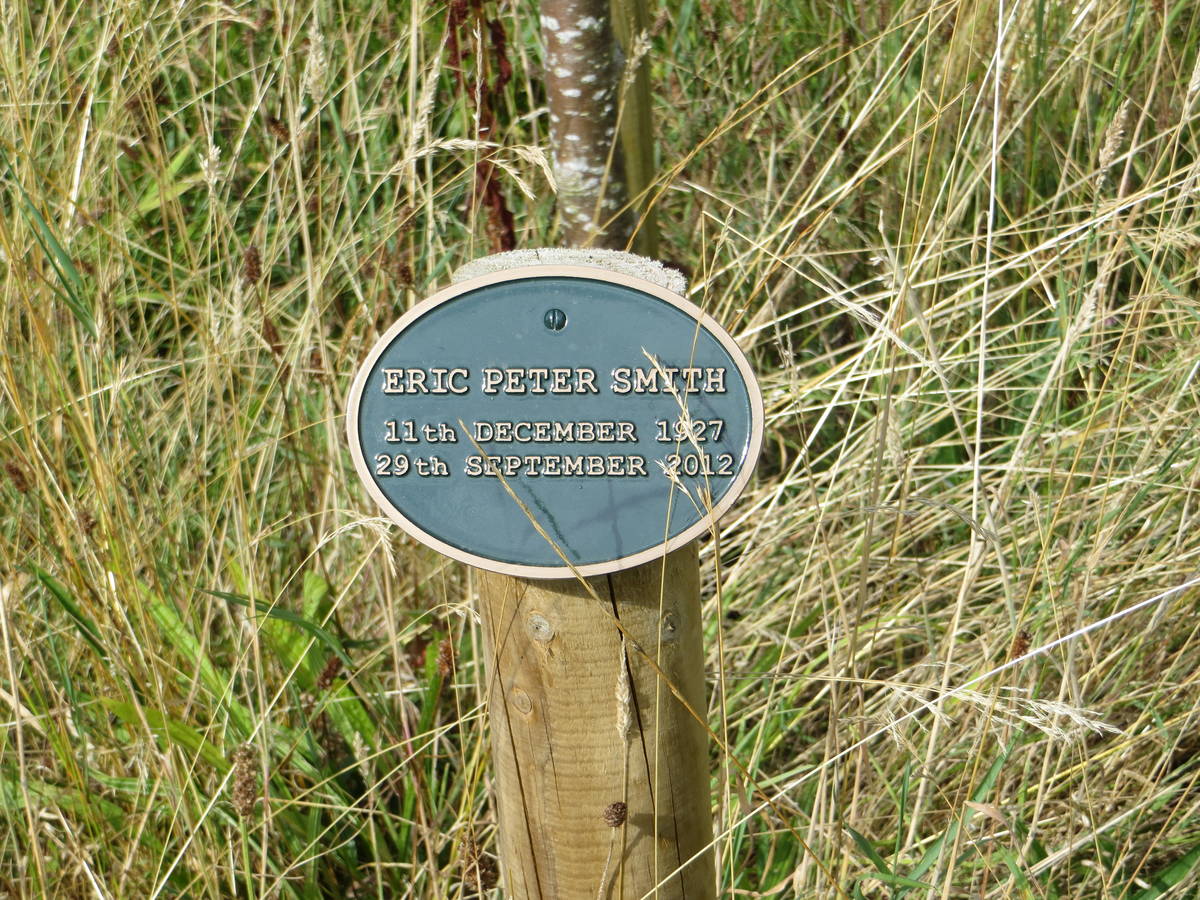 ERIC PETER SMITH
11th DECEMBER 1927
29th SEPTEMBER 2012